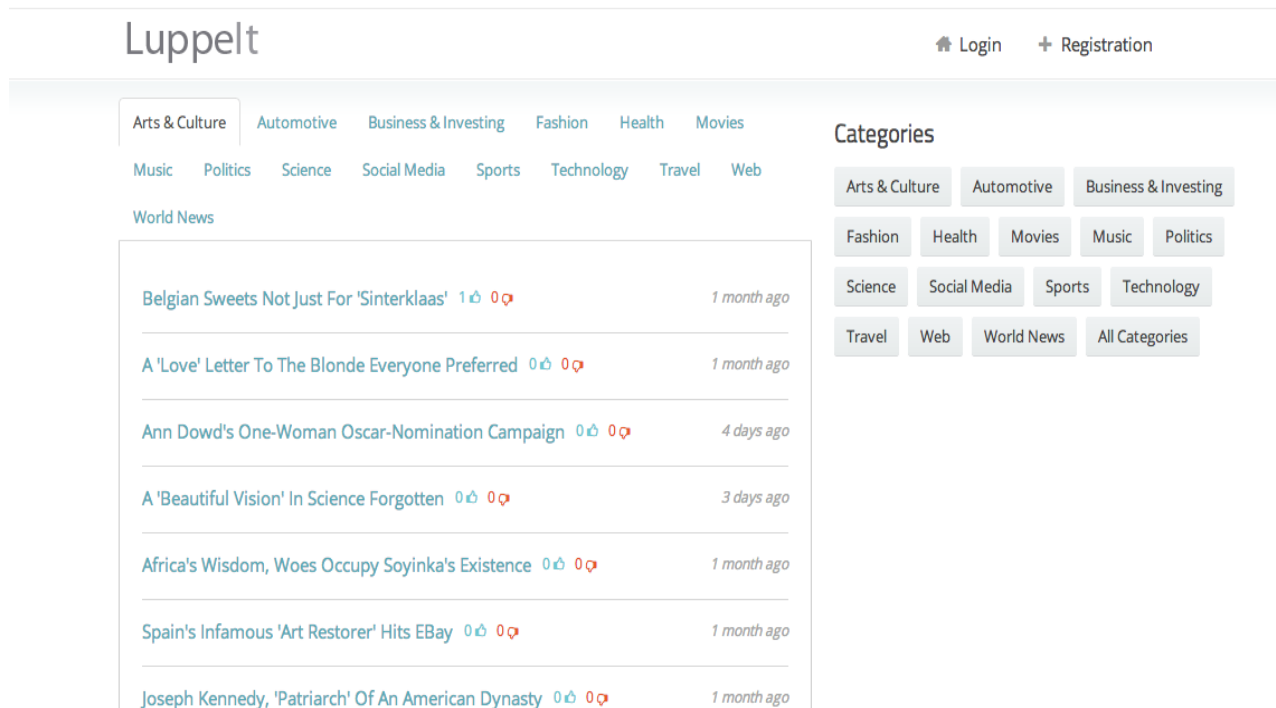 LuppeIt
Login Registration
Arts & Culture Automotive Business & Investing Fashion Health Movies
Music Politics Science Social Media Sports Technology Travel Web
World News
Belgian Sweets Not Just For 'Sinterklaas' 1 0 1 month ago
A 'Love' Letter To The Blonde Everyone Preferred 0 0 1 month ago
Ann Dowd's One-Woman Oscar-Nomination Campaign 0 0 4 days ago
A 'Beautiful Vision' In Science Forgotten 0 0 3 days ago
Africa's Wisdom, Woes Occupy Soyinka's Existence 0 0 1 month ago
Spain's Infamous 'Art Restorer' Hits EBay 0 0 1 month ago
Joseph Kennedy, 'Patriarch' Of An American Dynasty 0 0 1 month ago
Categories
Arts & Culture Automotive Business & Investing
Fashion Health Movies Music Politics
Science Social Media Sports Technology
Travel Web World News All Categories